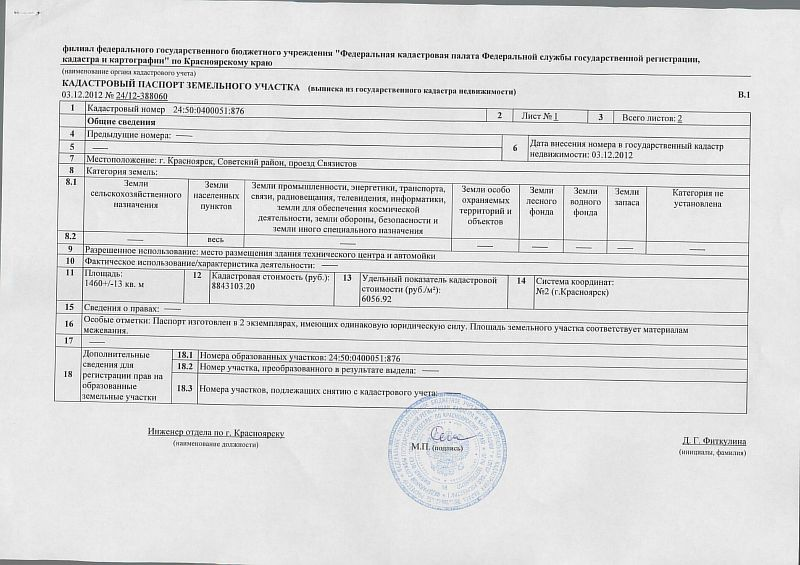 филиал федерального государственного бюджетного учреждения "Федеральная кадастровая палата Федеральной службы государственной регистрации,
кадастра и картографии" по Красноярскому краю
(наименование органа кадастрового учета)
КАДАСТРОВЫЙ ПАСПОРТ ЗЕМЕЛЬНОГО УЧАСТКА (выписка из государственного кадастра недвижимости) В.1
03.12.2012 № 24/12-388060
1 Кадастровый номер 24:50:0400051:876 2 Лист № 1 3 Всего листов: 2
Общие сведения
4 Предыдущие номера: —
5 — 6 Дата внесения номера в государственный кадастр
недвижимости: 03.12.2012
7 Местоположение: г. Красноярск, Советский район, проезд Связистов
8 Категория земель:
8.1 Земли
сельскохозяйственного
назначения
Земли
населенных
пунктов
Земли промышленности, энергетики, транспорта,
связи, радиовещания, телевидения, информатики,
земли для обеспечения космической
деятельности, земли обороны, безопасности и
земли иного специального назначения
Земли особо
охраняемых
территорий и
объектов
Земли
лесного
фонда
Земли
водного
фонда
Земли
запаса
Категория не
установлена
8.2 — весь — — — — — —
9 Разрешенное использование: место размещения здания технического центра и автомойки
10 Фактическое использование/характеристика деятельности: —
11 Площадь:
1460+/-13 кв. м
12 Кадастровая стоимость (руб.):
8843103.20
13 Удельный показатель кадастровой
стоимости (руб./м²):
6056.92
14 Система координат:
№2 (г.Красноярск)
15 Сведения о правах: —
16 Особые отметки: Паспорт изготовлен в 2 экземплярах, имеющих одинаковую юридическую силу. Площадь земельного участка соответствует материалам
межевания.
17 —
18 Дополнительные
сведения для
регистрации прав на
образованные
земельные участки
18.1 Номера образованных участков: 24:50:0400051:876
18.2 Номер участка, преобразованного в результате выдела: —
18.3 Номера участков, подлежащих снятию с кадастрового учета:
Инженер отдела по г. Красноярску
(наименование должности)
М.П. (подпись)
Д. Г. Фиткулина
(инициалы, фамилия)